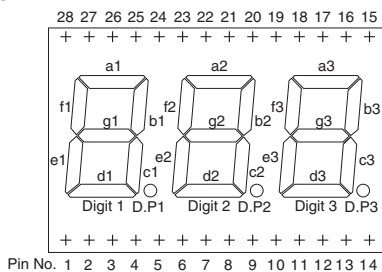 28 27 26 25 24 23 22 21 20 19 18 17 16 15
+ + + + + + + + + + + + + +
a1 a2 a3
f1 g1 b1 f2 g2 b2 f3 g3 b3
e1 d1 c1 e2 d2 c2 e3 d3 c3
Digit 1 D.P1 Digit 2 D.P2 Digit 3 D.P3
+ + + + + + + + + + + + + +
Pin No. 1 2 3 4 5 6 7 8 9 10 11 12 13 14